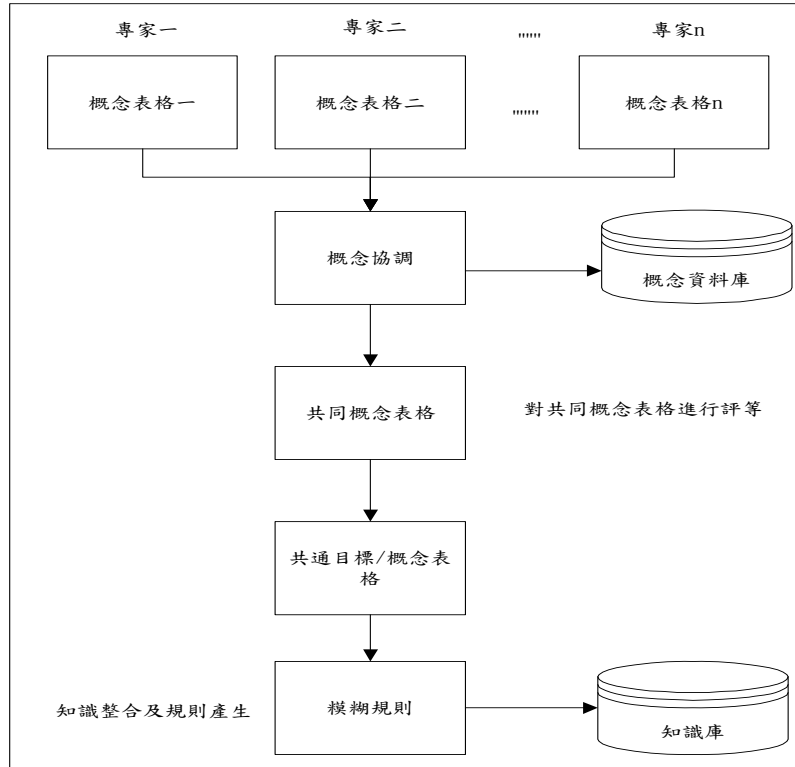 專家一
專家二
""""
專家n
概念表格一
概念表格二
""""
概念表格n
概念協調
概念資料庫
共同概念表格
對共同概念表格進行評等
共通目標/概念表
格
知識整合及規則產生
糢糊規則
知識庫